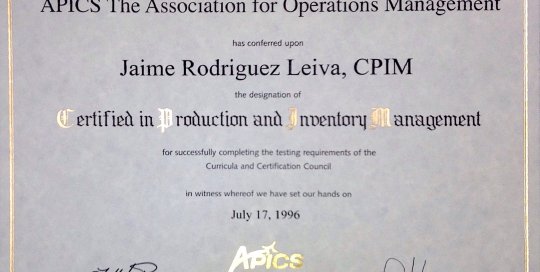 APICS The Association for Operations Management
has conferred upon
Jaime Rodriguez Leiva, CPIM
the designation of
Certified in Production and Inventory Management
for successfully completing the testing requirements of the
Curricula and Certification Council
in witness whereof we have set our hands on
July 17, 1996
APICS